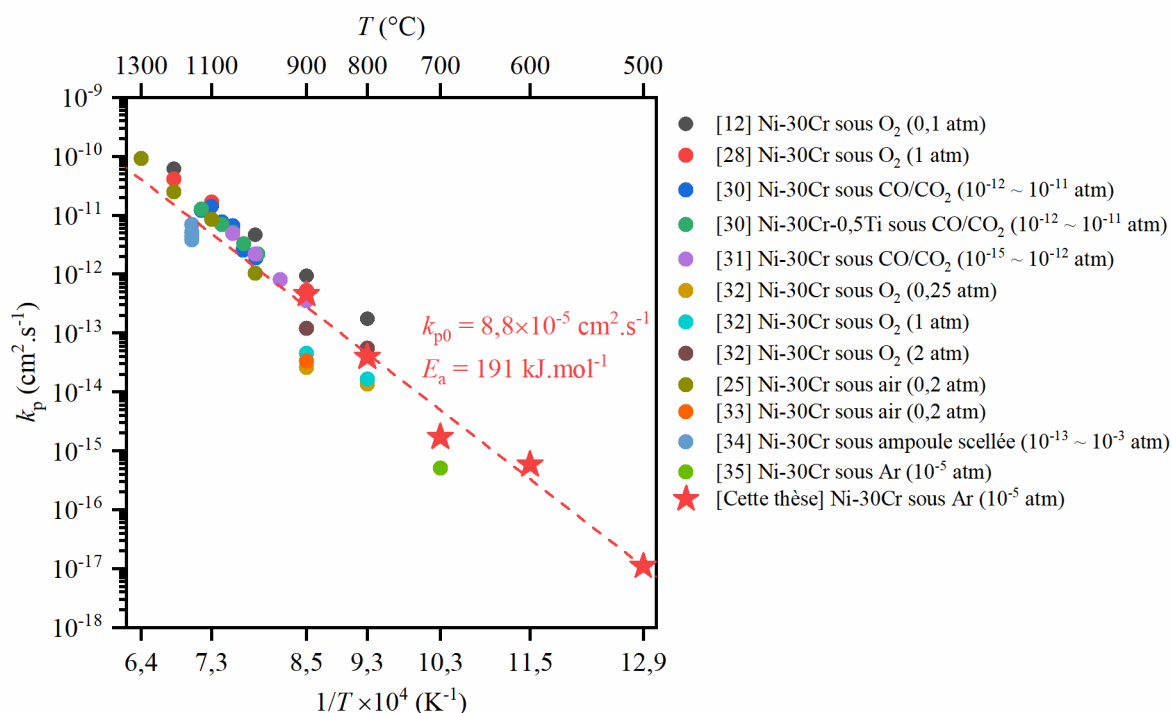 T (°C)
1300 1100 900 800 700 600 500
10⁻⁹
10⁻¹⁰
10⁻¹¹
10⁻¹²
10⁻¹³
10⁻¹⁴
10⁻¹⁵
10⁻¹⁶
10⁻¹⁷
10⁻¹⁸
kₚ (cm².s⁻¹)
kₚ₀ = 8,8×10⁻⁵ cm².s⁻¹
Eₐ = 191 kJ.mol⁻¹
6,4 7,3 8,5 9,3 10,3 11,5 12,9
1/T ×10⁴ (K⁻¹)
[12] Ni-30Cr sous O₂ (0,1 atm)
[28] Ni-30Cr sous O₂ (1 atm)
[30] Ni-30Cr sous CO/CO₂ (10⁻¹² ~ 10⁻¹¹ atm)
[30] Ni-30Cr-0,5Ti sous CO/CO₂ (10⁻¹² ~ 10⁻¹¹ atm)
[31] Ni-30Cr sous CO/CO₂ (10⁻¹⁵ ~ 10⁻¹² atm)
[32] Ni-30Cr sous O₂ (0,25 atm)
[32] Ni-30Cr sous O₂ (1 atm)
[32] Ni-30Cr sous O₂ (2 atm)
[25] Ni-30Cr sous air (0,2 atm)
[33] Ni-30Cr sous air (0,2 atm)
[34] Ni-30Cr sous ampoule scellée (10⁻¹³ ~ 10⁻³ atm)
[35] Ni-30Cr sous Ar (10⁻⁵ atm)
[Cette thèse] Ni-30Cr sous Ar (10⁻⁵ atm)